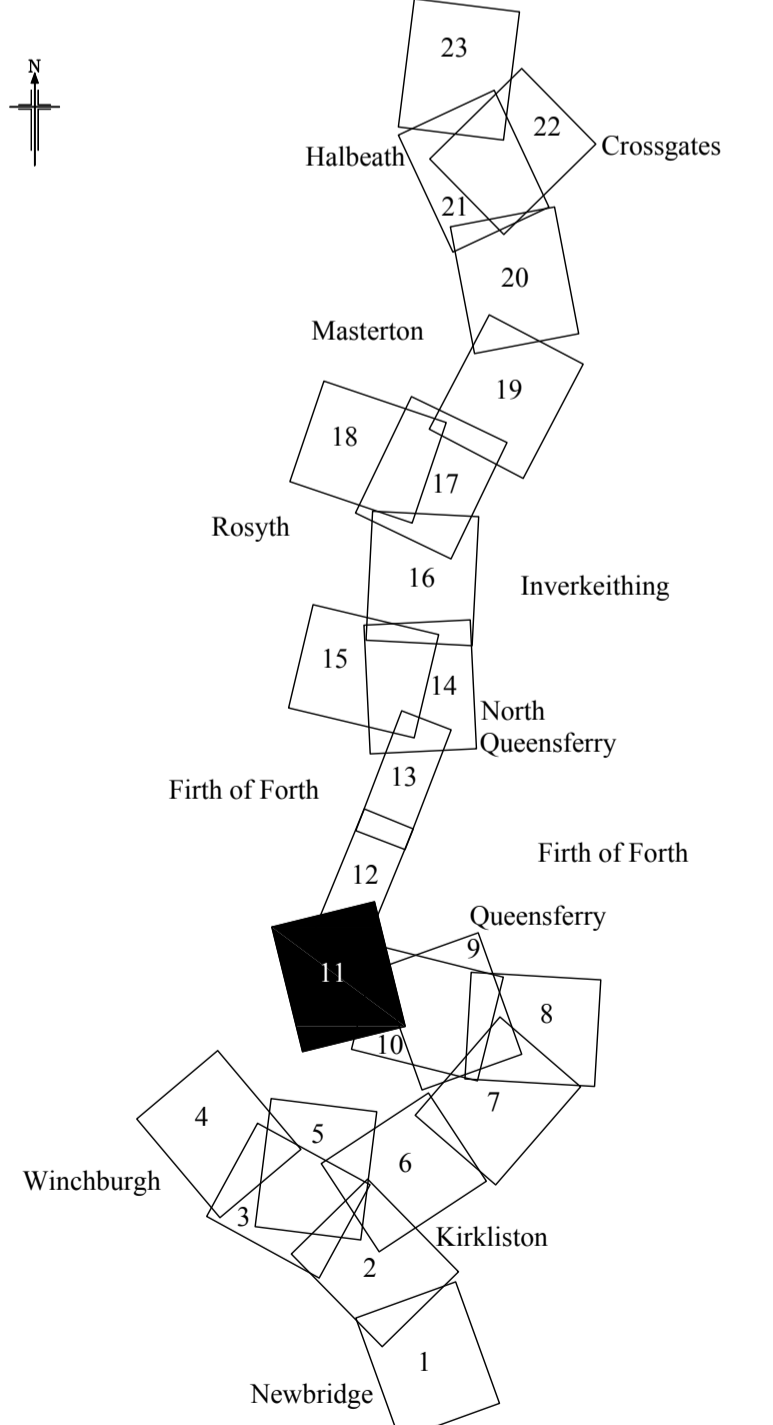 23
N
22
Crossgates
Halbeath
21
20
Masterton
19
18
17
Rosyth
16
Inverkeithing
15
14
North
Queensferry
13
Firth of Forth
Firth of Forth
12
Queensferry
9
11
8
10
7
4
5
6
Winchburgh
3
Kirkliston
2
1
Newbridge